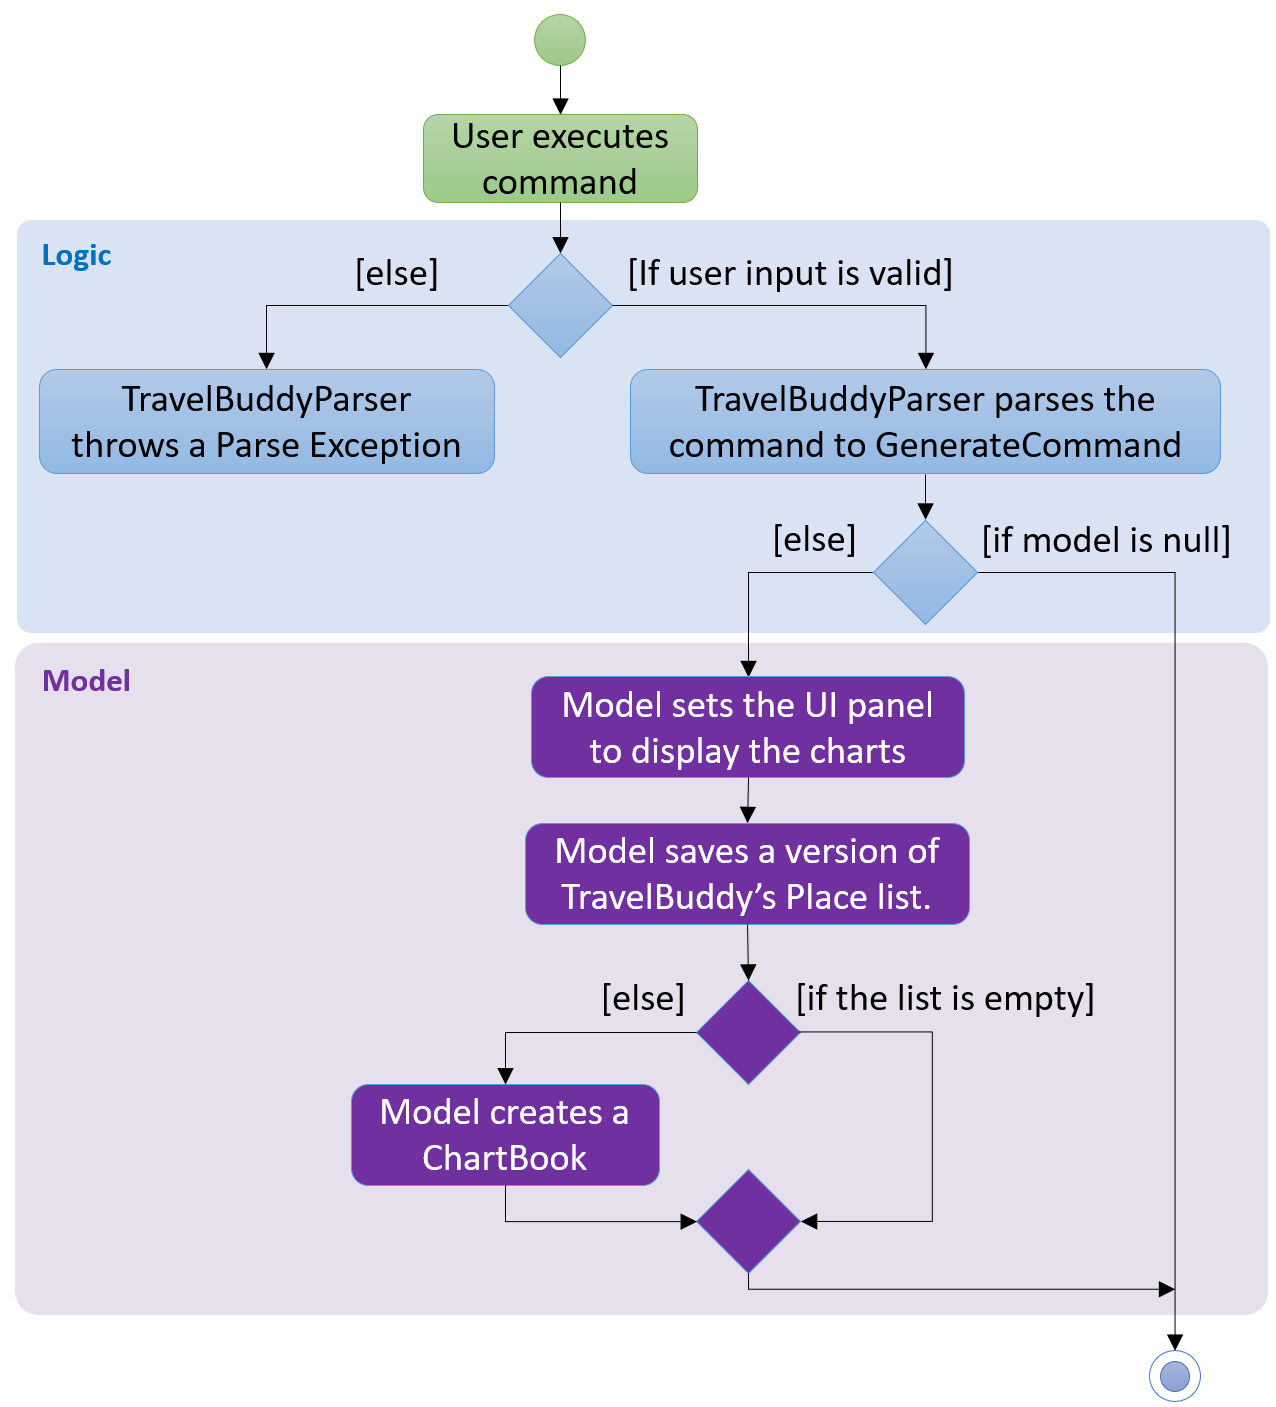 User executes
command
Logic
[else]
[If user input is valid]
TravelBuddyParser
throws a Parse Exception
TravelBuddyParser parses the
command to GenerateCommand
[else]
[if model is null]
Model
Model sets the UI panel
to display the charts
Model saves a version of
TravelBuddy’s Place list.
[else]
[if the list is empty]
Model creates a
ChartBook